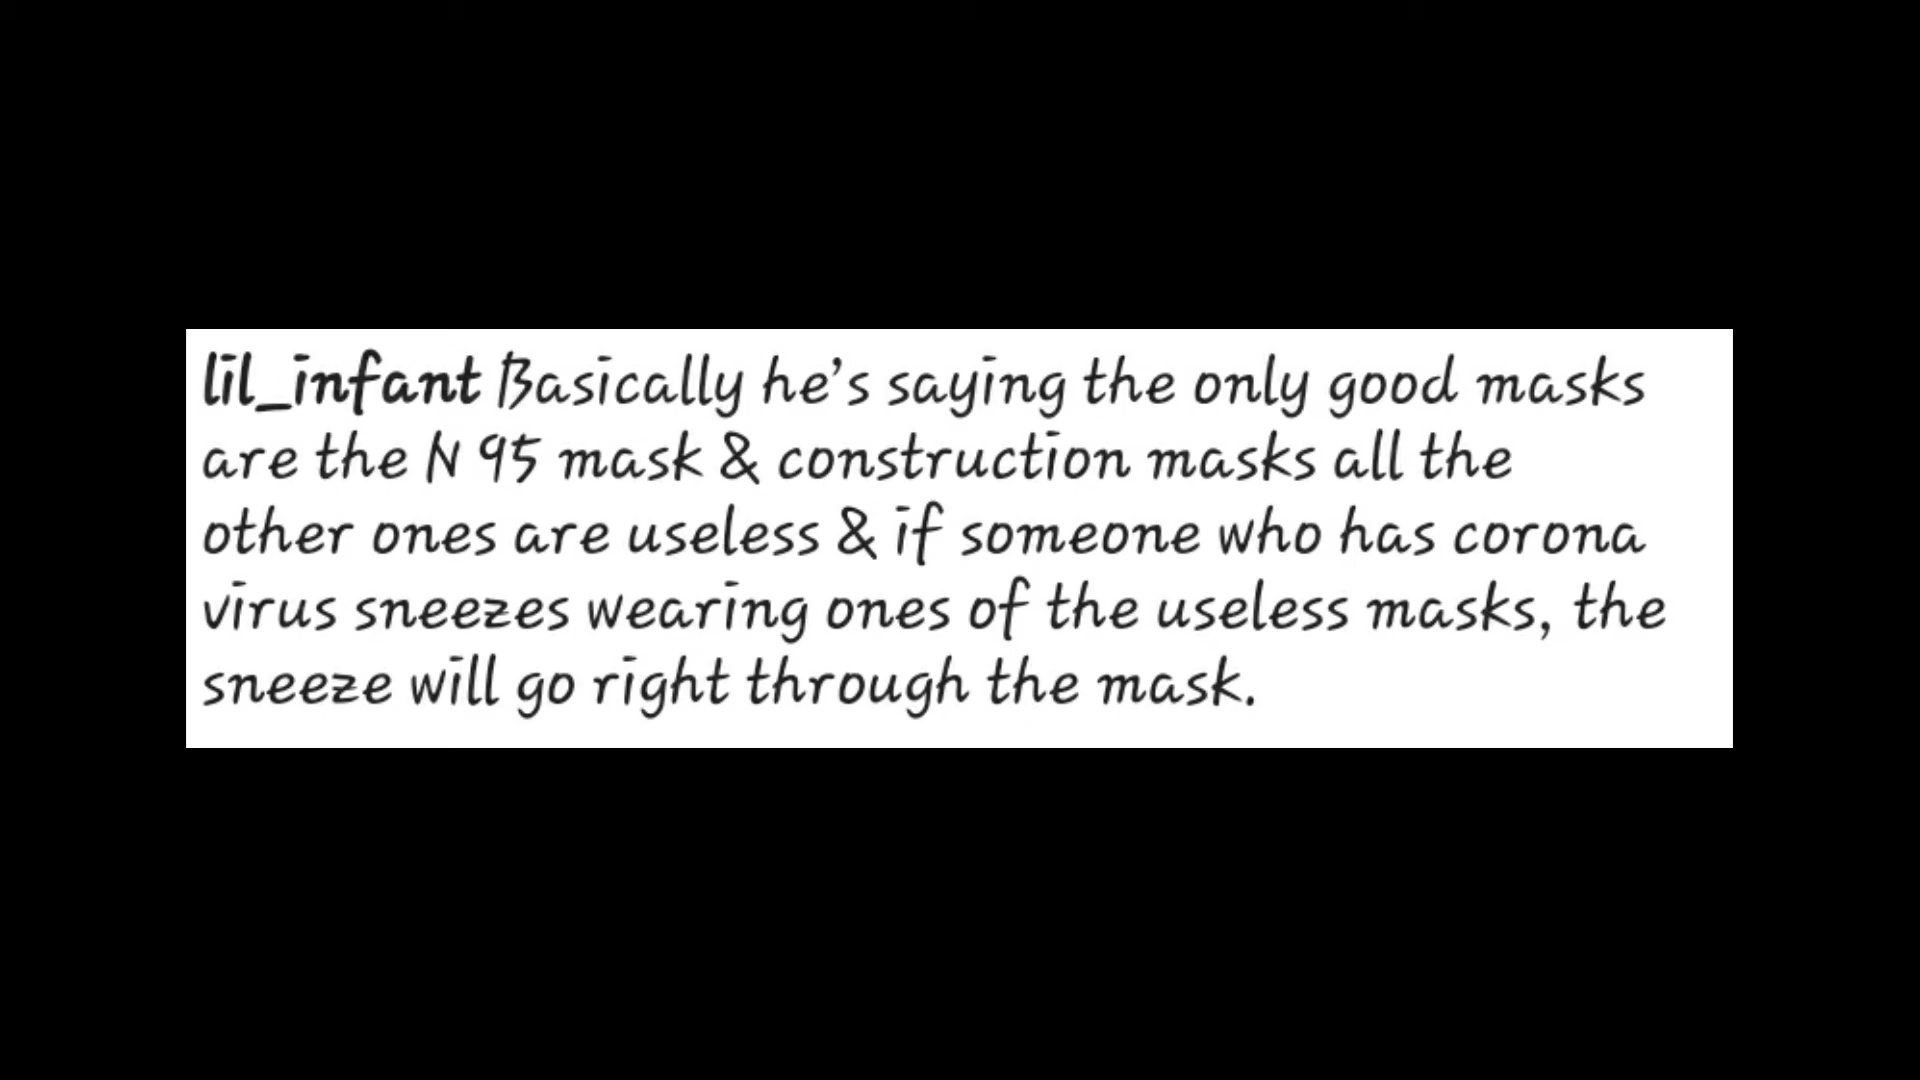 lil_infant Basically he’s saying the only good masks
are the N 95 mask & construction masks all the
other ones are useless & if someone who has corona
virus sneezes wearing ones of the useless masks, the
sneeze will go right through the mask.